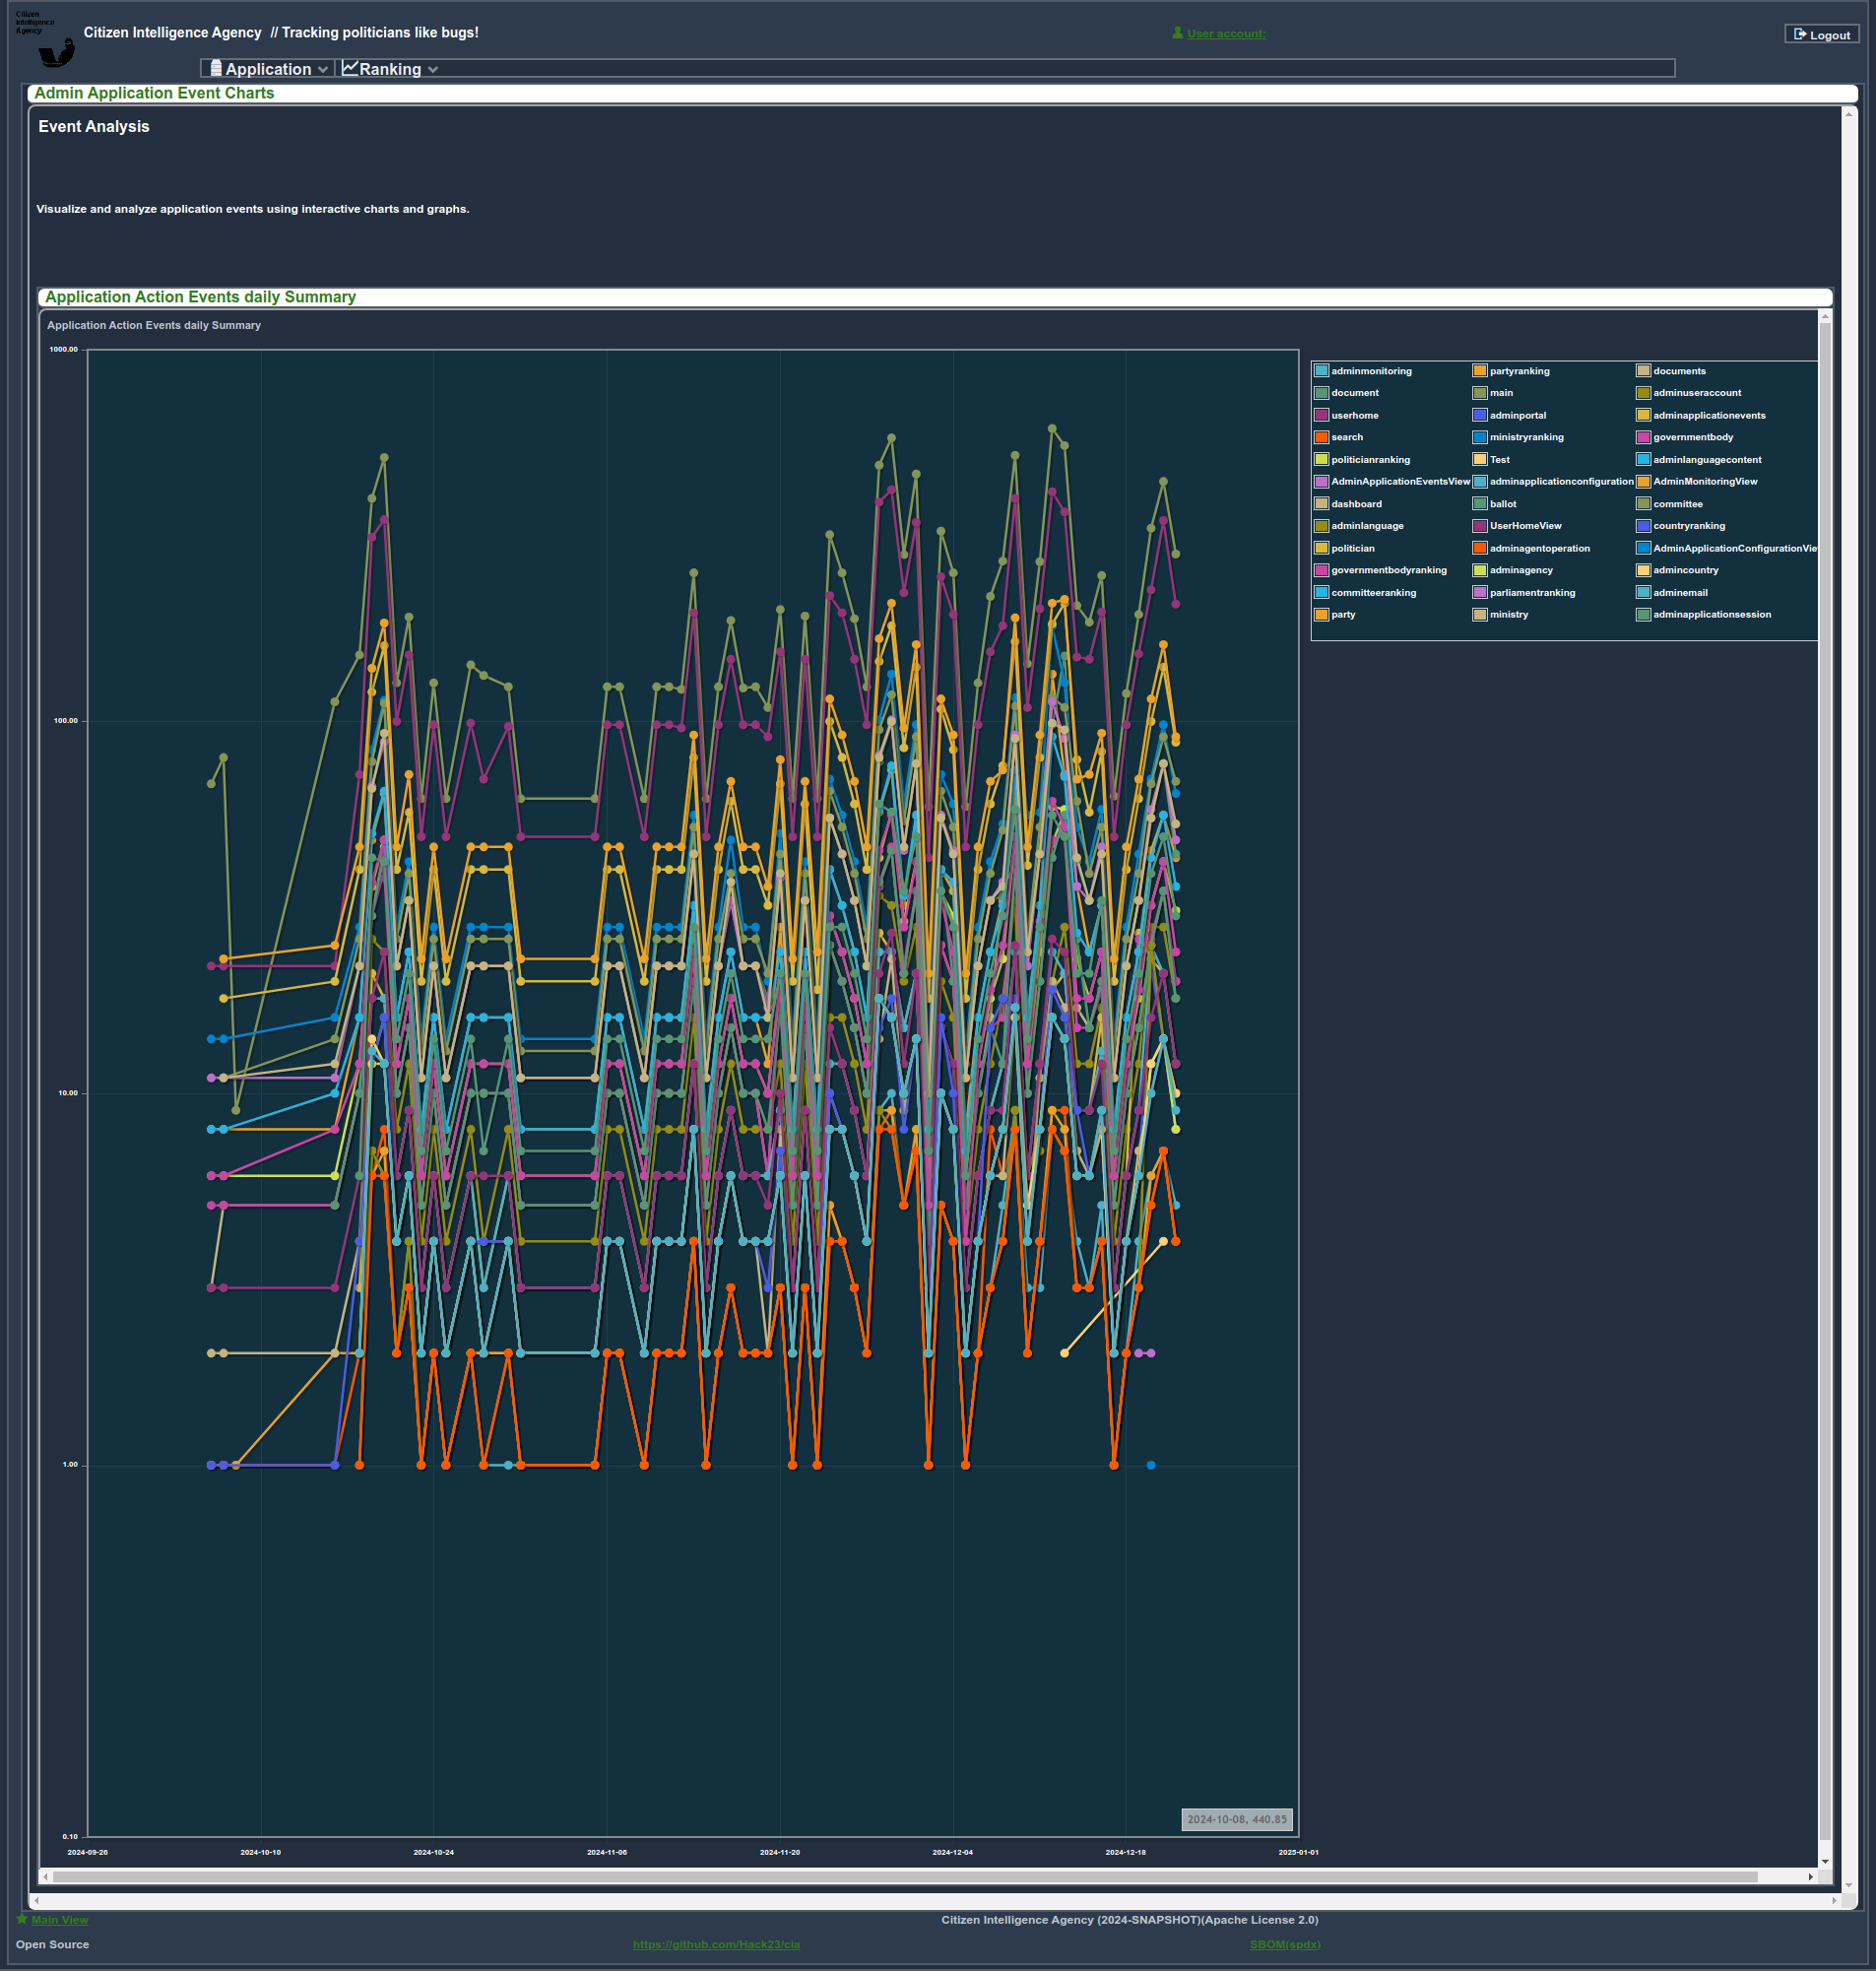 Citizen
Intelligence
Agency
Citizen Intelligence Agency // Tracking politicians like bugs!
User account:
Logout
Application
Ranking
Admin Application Event Charts
Event Analysis
Visualize and analyze application events using interactive charts and graphs.
Application Action Events daily Summary
Application Action Events daily Summary
1000.00
100.00
10.00
1.00
0.10
2024-09-26
2024-10-10
2024-10-24
2024-11-06
2024-11-20
2024-12-04
2024-12-18
2025-01-01
2024-10-08, 440.85
adminmonitoring
partyranking
documents
document
main
adminuseraccount
userhome
adminportal
adminapplicationevents
search
ministryranking
governmentbody
politicianranking
Test
adminlanguagecontent
AdminApplicationEventsView
adminapplicationconfiguration
AdminMonitoringView
dashboard
ballot
committee
adminlanguage
UserHomeView
countryranking
politician
adminagentoperation
AdminApplicationConfigurationVie
governmentbodyranking
adminagency
admincountry
committeeranking
parliamentranking
adminemail
party
ministry
adminapplicationsession
Main View
Citizen Intelligence Agency (2024-SNAPSHOT)(Apache License 2.0)
Open Source
https://github.com/Hack23/cia
SBOM(spdx)